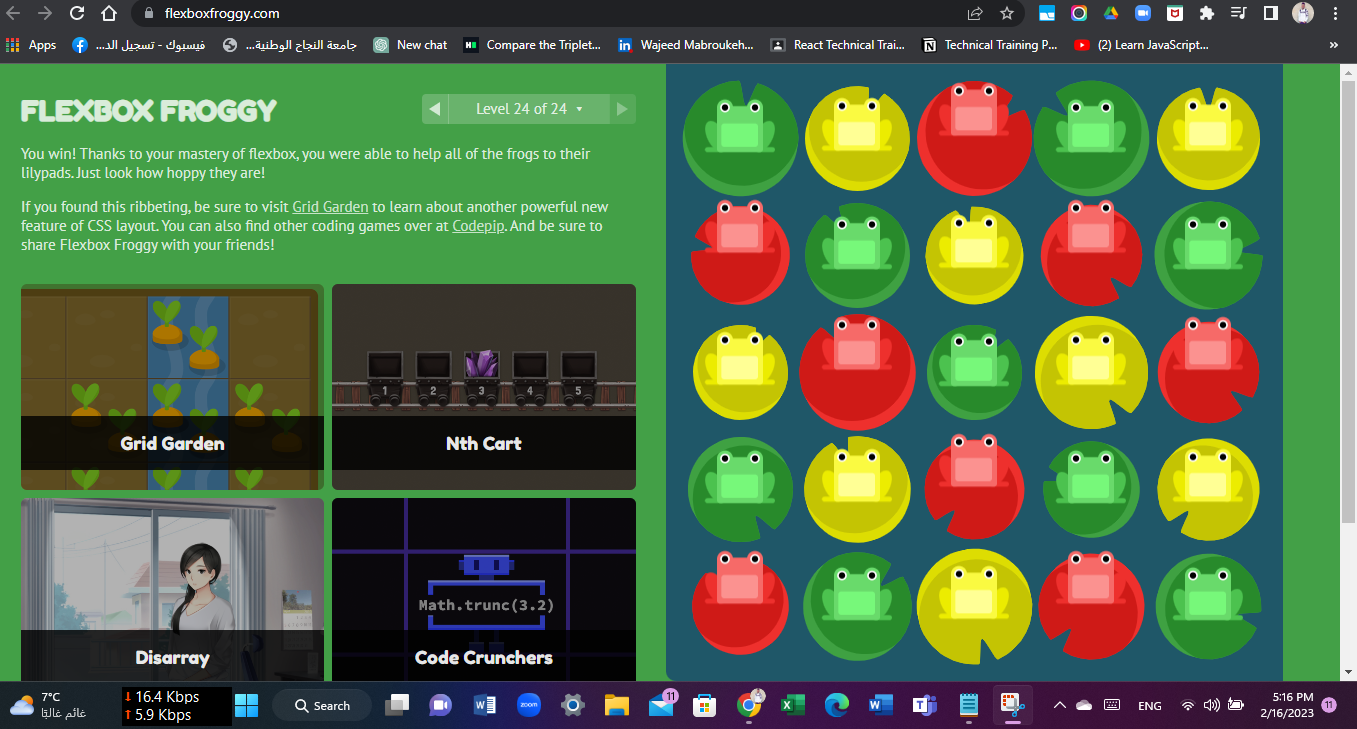 flexboxfroggy.com
Apps
فيسبوك - تسجيل الد...
جامعة النجاح الوطنية...
New chat
Compare the Triplet...
Wajeed Mabroukeh...
React Technical Trai...
Technical Training P...
(2) Learn JavaScript...
»
FLEXBOX FROGGY
Level 24 of 24
You win! Thanks to your mastery of flexbox, you were able to help all of the frogs to their
lilypads. Just look how hoppy they are!
If you found this ribbeting, be sure to visit Grid Garden to learn about another powerful new
feature of CSS layout. You can also find other coding games over at Codepip. And be sure to
share Flexbox Froggy with your friends!
Grid Garden
1 2 3 4 5
Nth Cart
Disarray
Math.trunc(3.2)
Code Crunchers
7°C
غائم غالبًا
16.4 Kbps
5.9 Kbps
Search
zoom
11
ENG
5:16 PM
2/16/2023
11